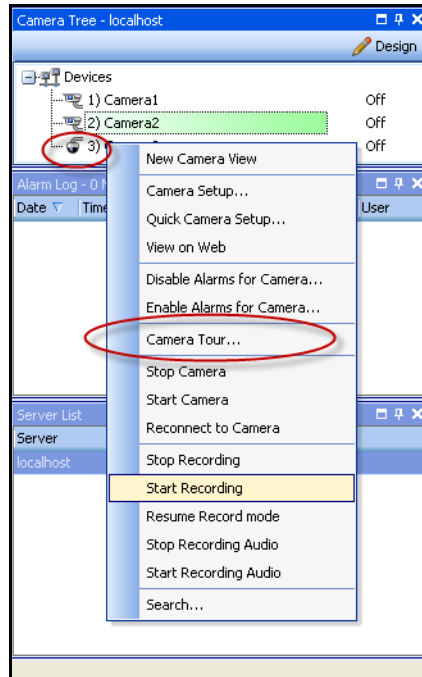 Camera Tree - localhost
Design
Devices
1) Camera1 Off
2) Camera2 Off
3) Off
Alarm Log - 0
Date Time User
Server List
Server
localhost
New Camera View
Camera Setup...
Quick Camera Setup...
View on Web
Disable Alarms for Camera...
Enable Alarms for Camera...
Camera Tour...
Stop Camera
Start Camera
Reconnect to Camera
Stop Recording
Start Recording
Resume Record mode
Stop Recording Audio
Start Recording Audio
Search...